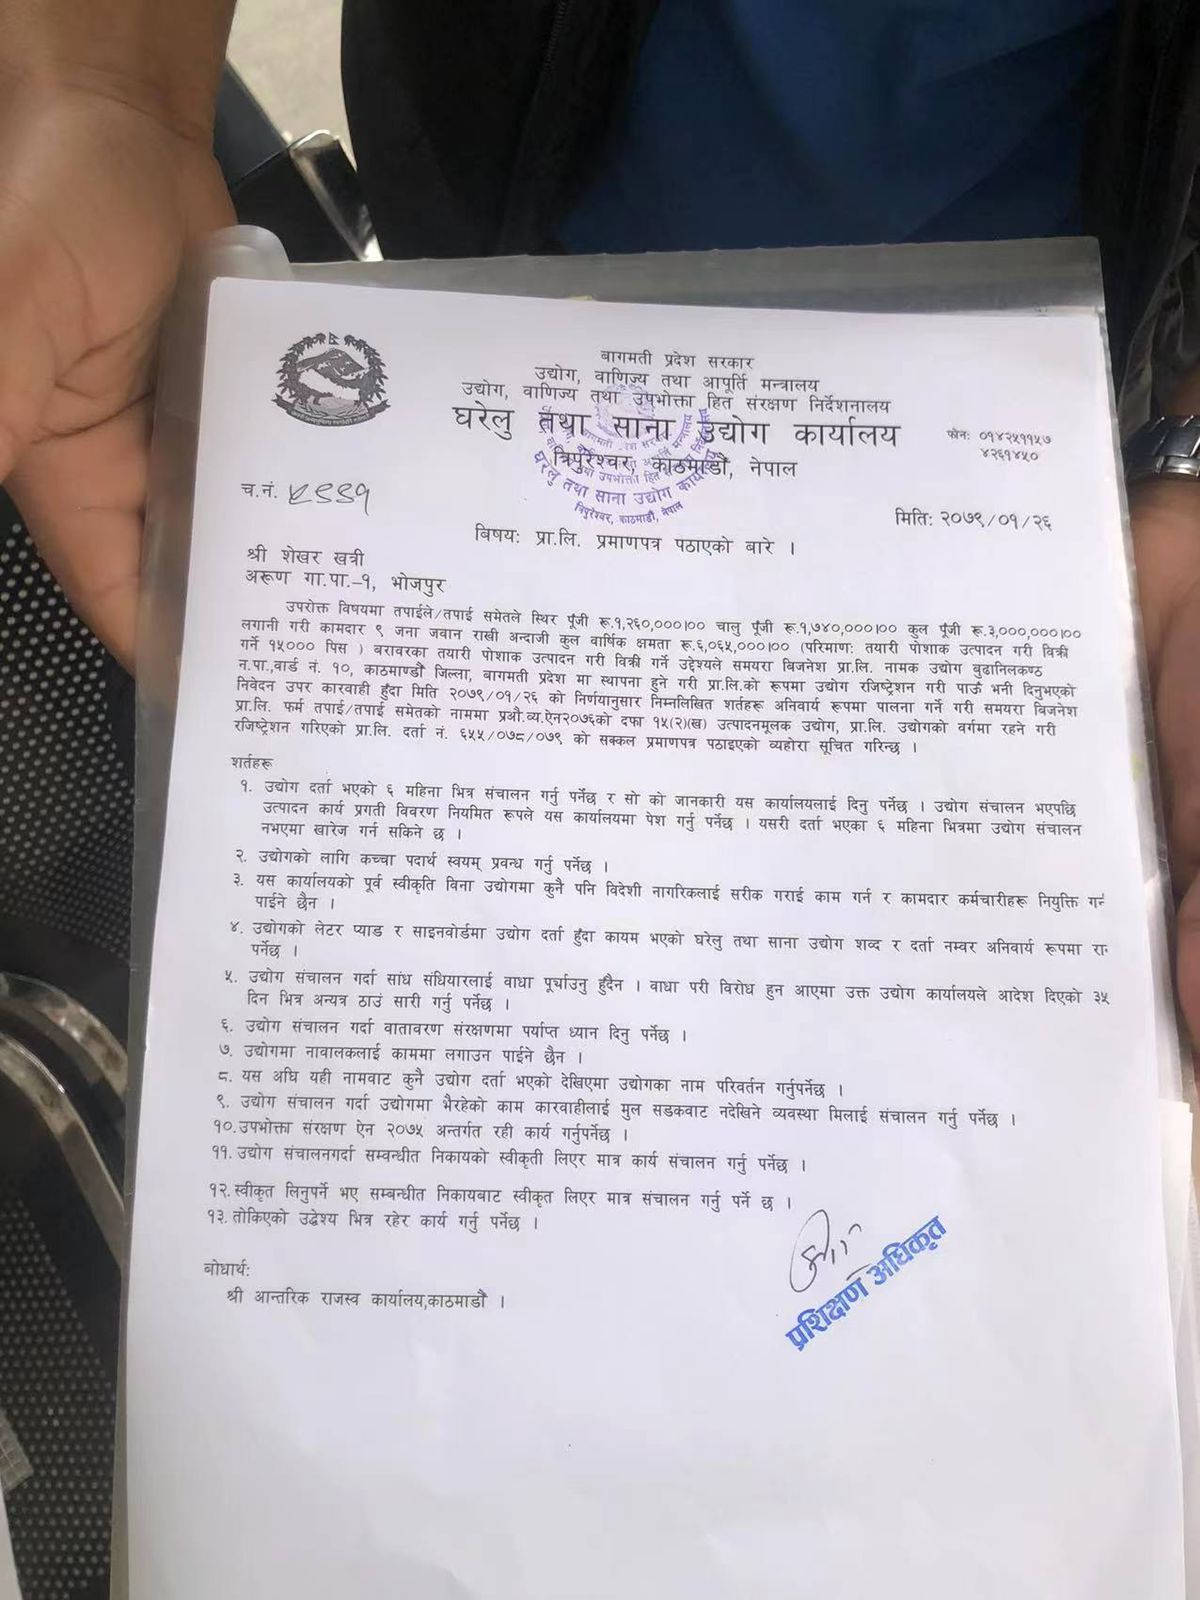 बागमती प्रदेश सरकार
उद्योग, वाणिज्य तथा आपूर्ति मन्त्रालय
उद्योग, वाणिज्य तथा उपभोक्ता हित संरक्षण निर्देशनालय
घरेलु तथा साना उद्योग कार्यालय
त्रिपुरेश्वर, काठमाडौं, नेपाल
फोन: ०१४२५११५७
४२६१४५०
घरेलु तथा साना उद्योग कार्यालय
त्रिपुरेश्वर, काठमाडौं, नेपाल
च.नं.
मिति: २०७९/०१/२६
विषय: प्रा.लि. प्रमाणपत्र पठाएको बारे ।
श्री शेखर खत्री
अरूण गा.पा.-१, भोजपुर
उपरोक्त विषयमा तपाईले/तपाई समेतले स्थिर पूँजी रू.१,२६०,०००।०० चालु पूँजी रू.१,७४०,०००।०० कुल पूँजी रू.३,०००,०००।००
लगानी गरी कामदार ९ जना जवान राखी अन्दाजी कुल वार्षिक क्षमता रू.६,०६५,०००।०० (परिमाण: तयारी पोशाक उत्पादन गरी विक्री
गर्ने १५००० पिस ) बरावरका तयारी पोशाक उत्पादन गरी विक्री गर्ने उद्देश्यले समयरा बिजनेश प्रा.लि. नामक उद्योग बुढानिलकण्ठ
न.पा.,वार्ड नं. १०, काठमाण्डौं जिल्ला, बागमती प्रदेश मा स्थापना हुने गरी प्रा.लि.को रूपमा उद्योग रजिष्ट्रेशन गरी पाऊँ भनी दिनुभएको
निवेदन उपर कारवाही हुँदा मिति २०७९/०१/२६ को निर्णयानुसार निम्नलिखित शर्तहरू अनिवार्य रूपमा पालना गर्ने गरी समयरा बिजनेश
प्रा.लि. फर्म तपाई/तपाई समेतको नाममा प्रऔ.व्य.ऐन२०७६को दफा १५(२)(ख) उत्पादनमूलक उद्योग, प्रा.लि. उद्योगको वर्गमा रहने गरी
रजिष्ट्रेशन गरिएको प्रा.लि. दर्ता नं. ६५५/०७८/०७९ को सक्कल प्रमाणपत्र पठाइएको व्यहोरा सूचित गरिन्छ ।
शर्तहरू
१. उद्योग दर्ता भएको ६ महिना भित्र संचालन गर्नु पर्नेछ र सो को जानकारी यस कार्यालयलाई दिनु पर्नेछ । उद्योग संचालन भएपछि
उत्पादन कार्य प्रगती विवरण नियमित रूपले यस कार्यालयमा पेश गर्नु पर्नेछ । यसरी दर्ता भएका ६ महिना भित्रमा उद्योग संचालन
नभएमा खारेज गर्न सकिने छ ।
२. उद्योगको लागि कच्चा पदार्थ स्वयम् प्रवन्ध गर्नु पर्नेछ ।
३. यस कार्यालयको पूर्व स्वीकृति विना उद्योगमा कुनै पनि विदेशी नागरिकलाई सरीक गराई काम गर्न र कामदार कर्मचारीहरू नियुक्ति गर्न
पाईने छैन ।
४. उद्योगको लेटर प्याड र साइनवोर्डमा उद्योग दर्ता हुँदा कायम भएको घरेलु तथा साना उद्योग शब्द र दर्ता नम्वर अनिवार्य रूपमा
पर्नेछ ।
५. उद्योग संचालन गर्दा सांध संधियारलाई वाधा पूर्याउनु हुँदैन । वाधा परी विरोध हुन आएमा उक्त उद्योग कार्यालयले आदेश दिएको ३५
दिन भित्र अन्यत्र ठाउं सारी गर्नु पर्नेछ ।
६. उद्योग संचालन गर्दा वातावरण संरक्षणमा पर्याप्त ध्यान दिनु पर्नेछ ।
७. उद्योगमा नावालकलाई काममा लगाउन पाईने छैन ।
८. यस अघि यही नामवाट कुनै उद्योग दर्ता भएको देखिएमा उद्योगका नाम परिवर्तन गर्नुपर्नेछ ।
९. उद्योग संचालन गर्दा उद्योगमा भैरहेको काम कारवाहीलाई मुल सडकवाट नदेखिने व्यवस्था मिलाई संचालन गर्नु पर्नेछ ।
१०. उपभोक्ता संरक्षण ऐन २०७५ अन्तर्गत रही कार्य गर्नुपर्नेछ ।
११. उद्योग संचालनगर्दा सम्वन्धीत निकायको स्वीकृती लिएर मात्र कार्य संचालन गर्नु पर्नेछ ।
१२. स्वीकृत लिनुपर्ने भए सम्बन्धीत निकायबाट स्वीकृत लिएर मात्र संचालन गर्नु पर्ने छ ।
१३. तोकिएको उद्धेश्य भित्र रहेर कार्य गर्नु पर्नेछ ।
प्रशिक्षण अधिकृत
बोधार्थ:
श्री आन्तरिक राजस्व कार्यालय,काठमाडौं ।